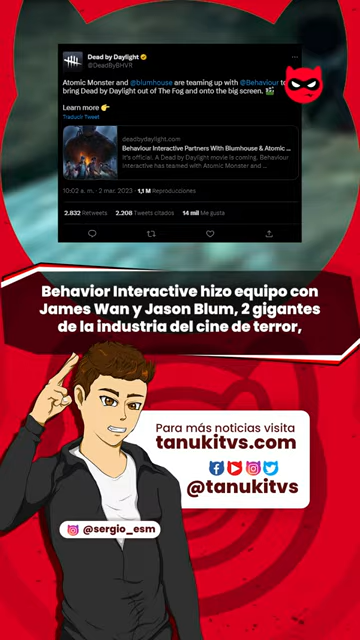 Dead by Daylight
@DeadByBHVR
Atomic Monster and @blumhouse are teaming up with @Behaviour to
bring Dead by Daylight out of The Fog and onto the big screen.
Learn more
Traducir Tweet
deadbydaylight.com
Behaviour Interactive Partners With Blumhouse & Atomic ...
It's official. A Dead by Daylight movie is coming. Behaviour
Interactive has teamed with Atomic Monster and ...
10:02 a. m. · 2 mar. 2023 · 1,1 M Reproducciones
2.832 Retweets 2.208 Tweets citados 14 mil Me gusta
Behavior Interactive hizo equipo con
James Wan y Jason Blum, 2 gigantes
de la industria del cine de terror,
Para más noticias visita
tanukitvs.com
@tanukitvs
@sergio_esm